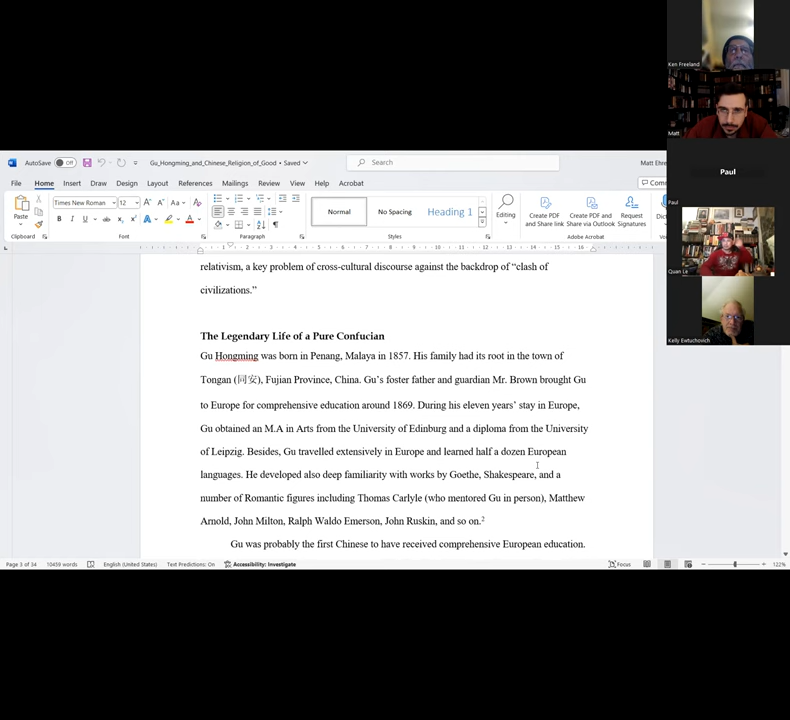 Ken Freeland
Matt
Paul
Paul
Quan Le
Kelly Ewtuchovich
AutoSave Off
Gu_Hongming_and_Chinese_Religion_of_Good • Saved
Search
Matt Ehre
File Home Insert Draw Design Layout References Mailings Review View Help Acrobat
Paste
Times New Roman 12
Normal No Spacing Heading 1
Editing
Create PDF and Share link
Create PDF and Share via Outlook
Request Signatures
Clipboard Font Paragraph Styles Adobe Acrobat
relativism, a key problem of cross-cultural discourse against the backdrop of “clash of
civilizations.”
The Legendary Life of a Pure Confucian
Gu Hongming was born in Penang, Malaya in 1857. His family had its root in the town of
Tongan (同安), Fujian Province, China. Gu’s foster father and guardian Mr. Brown brought Gu
to Europe for comprehensive education around 1869. During his eleven years’ stay in Europe,
Gu obtained an M.A in Arts from the University of Edinburg and a diploma from the University
of Leipzig. Besides, Gu travelled extensively in Europe and learned half a dozen European
languages. He developed also deep familiarity with works by Goethe, Shakespeare, and a
number of Romantic figures including Thomas Carlyle (who mentored Gu in person), Matthew
Arnold, John Milton, Ralph Waldo Emerson, John Ruskin, and so on.2
Gu was probably the first Chinese to have received comprehensive European education.
Page 3 of 34 10459 words English (United States) Text Predictions: On Accessibility: Investigate Focus 122%